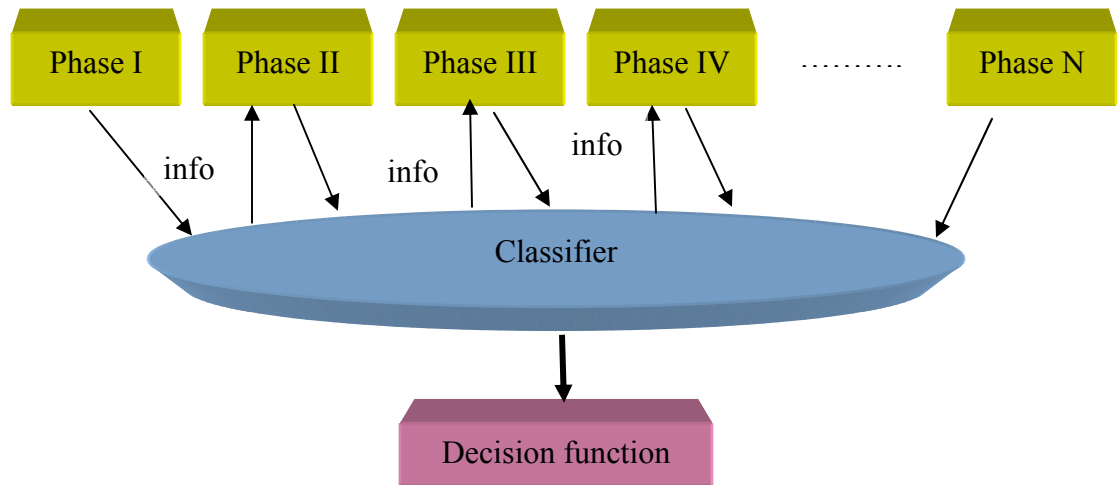 Phase I
Phase II
Phase III
Phase IV
..........
Phase N
info
info
info
Classifier
Decision function